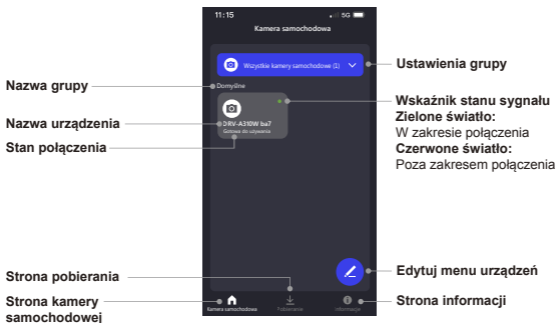 11:15
5G
Kamera samochodowa
Wszystkie kamery samochodowe (1)
Ustawienia grupy
Nazwa grupy
Domyślne
Wskaźnik stanu sygnału
Zielone światło:
W zakresie połączenia
Czerwone światło:
Poza zakresem połączenia
Nazwa urządzenia
DRV-A310W ba7
Stan połączenia
Gotowa do używania
Edytuj menu urządzeń
Strona pobierania
Strona kamery
samochodowej
Kamera samochodowa
Pobieranie
Informacje
Strona informacji